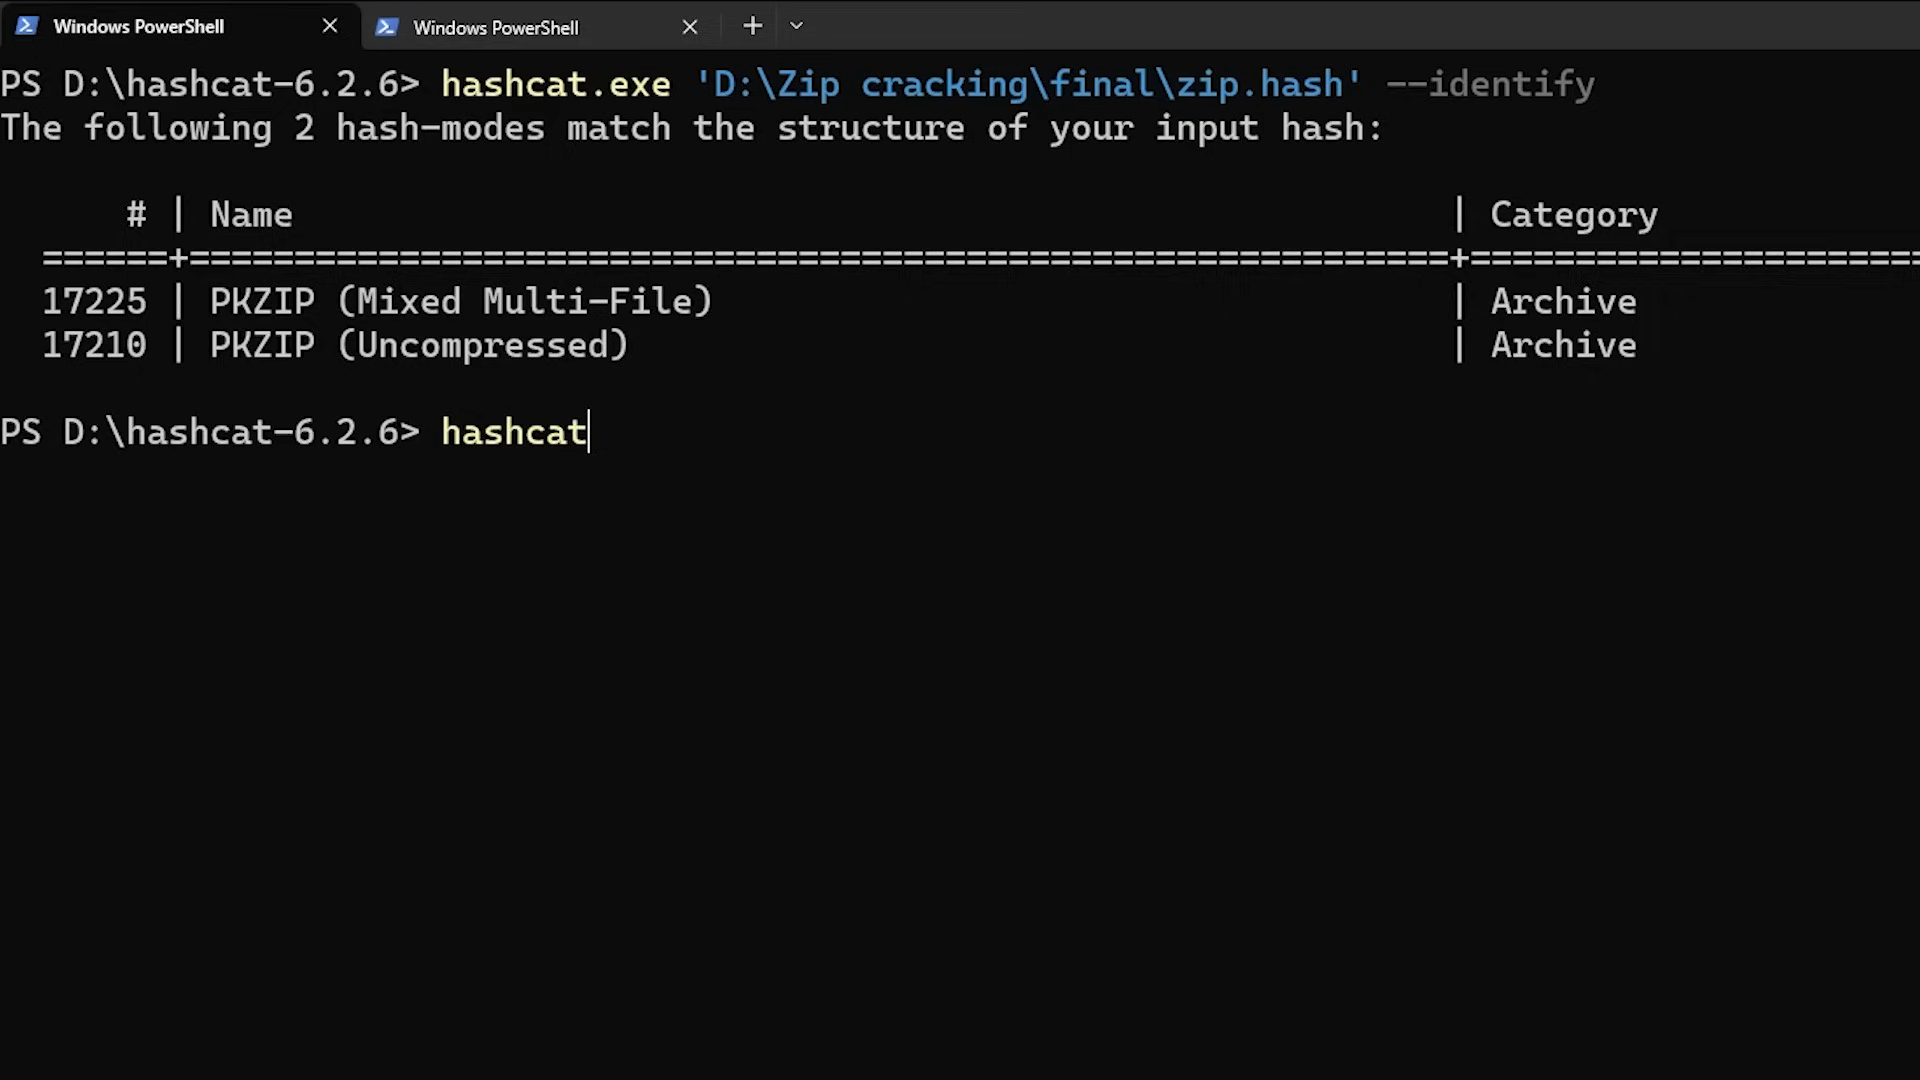 Windows PowerShell
Windows PowerShell
PS D:\hashcat-6.2.6> hashcat.exe 'D:\Zip cracking\final\zip.hash' --identify
The following 2 hash-modes match the structure of your input hash:
# | Name | Category
======+============================================================+=====================
17225 | PKZIP (Mixed Multi-File) | Archive
17210 | PKZIP (Uncompressed) | Archive
PS D:\hashcat-6.2.6> hashcat